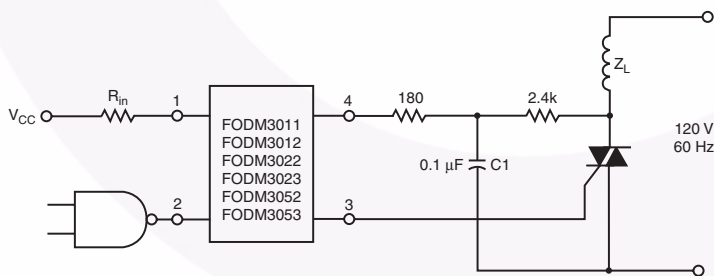 Z_L
R_in
1
4
180
2.4k
V_CC
FODM3011
FODM3012
FODM3022
FODM3023
FODM3052
FODM3053
120 V
60 Hz
0.1 µF
C1
2
3